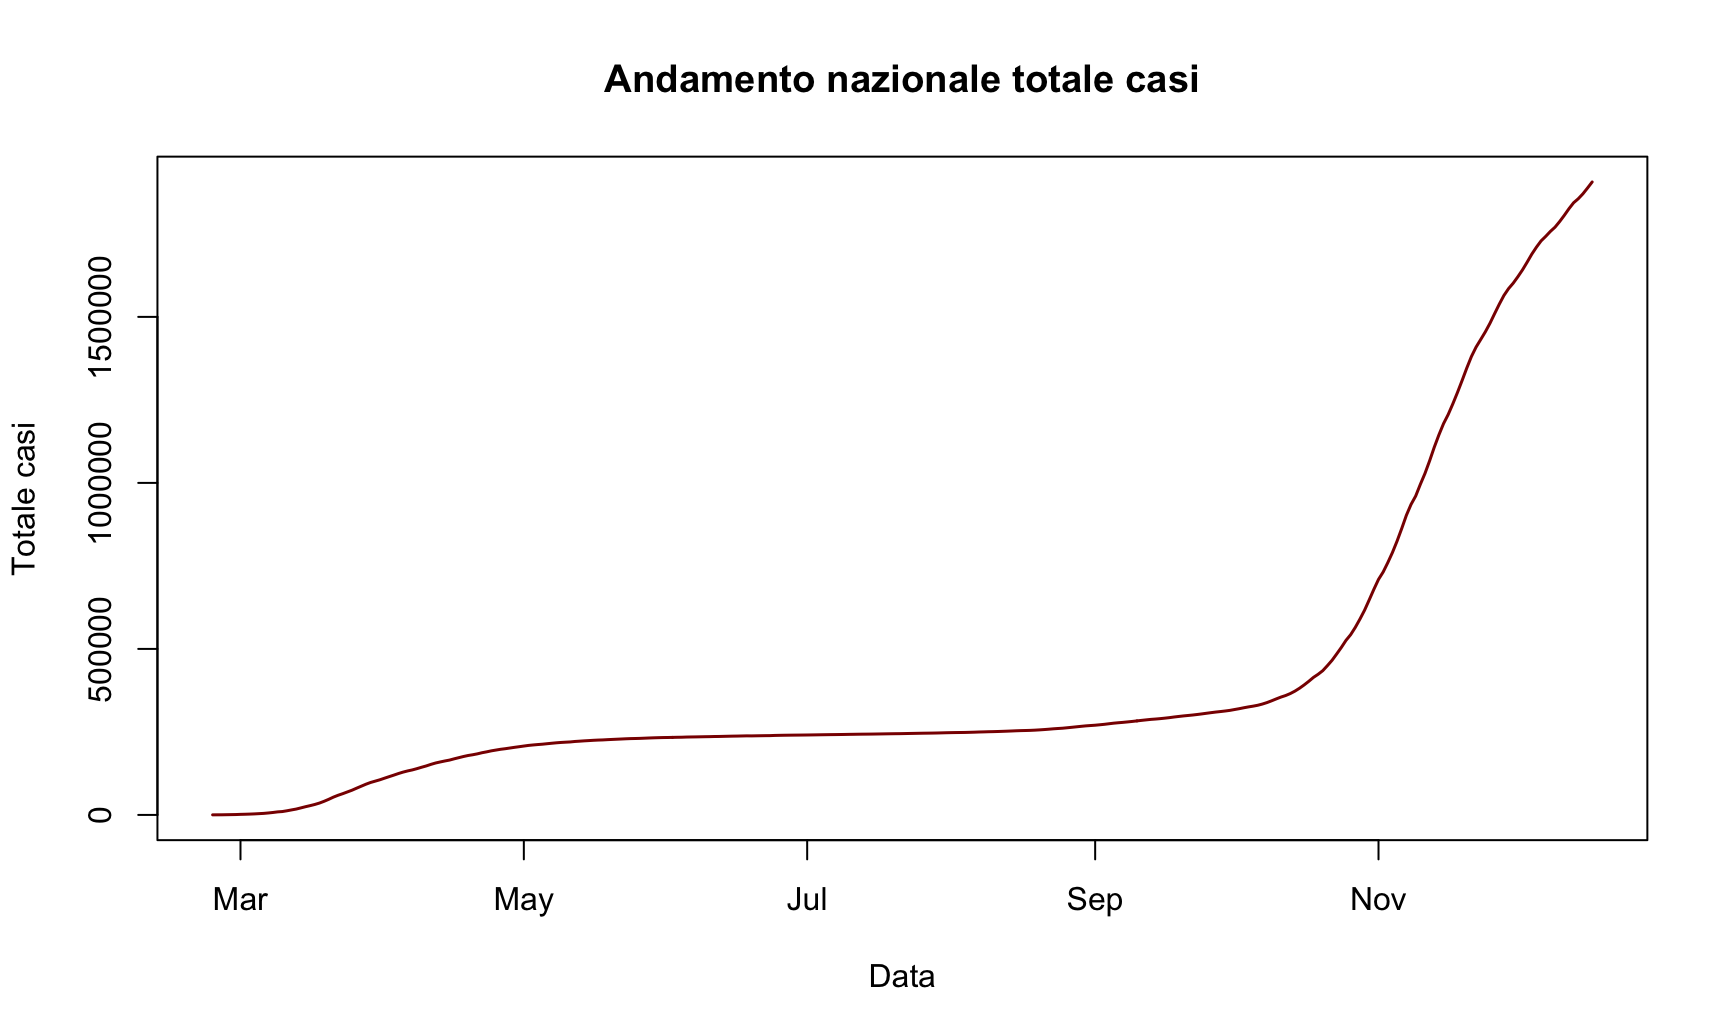 Andamento nazionale totale casi
Totale casi
1500000
1000000
500000
0
Mar May Jul Sep Nov
Data